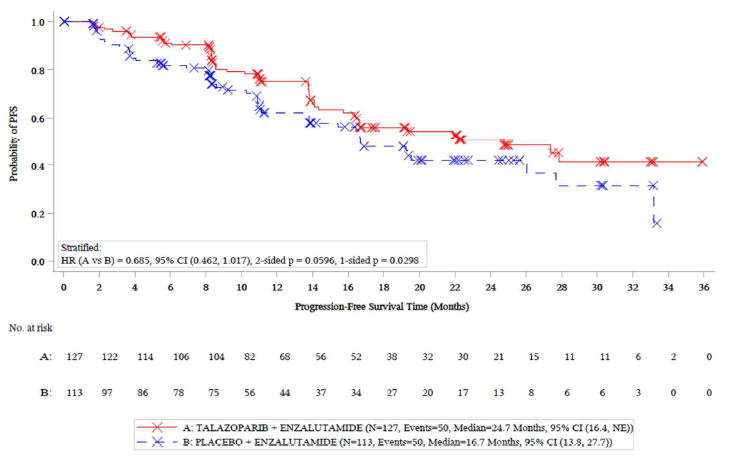 1.0
0.8
0.6
0.4
0.2
0.0
Probability of PFS
Stratified:
HR (A vs B) = 0.685, 95% CI (0.462, 1.017), 2-sided p = 0.0596, 1-sided p = 0.0298
0 2 4 6 8 10 12 14 16 18 20 22 24 26 28 30 32 34 36
Progression-Free Survival Time (Months)
No. at risk
A: 127 122 114 106 104 82 68 56 52 38 32 30 21 15 11 11 6 2 0
B: 113 97 86 78 75 56 44 37 34 27 20 17 13 8 6 6 3 0 0
A: TALAZOPARIB + ENZALUTAMIDE (N=127, Events=50, Median=24.7 Months, 95% CI (16.4, NE))
B: PLACEBO + ENZALUTAMIDE (N=113, Events=50, Median=16.7 Months, 95% CI (13.8, 27.7))